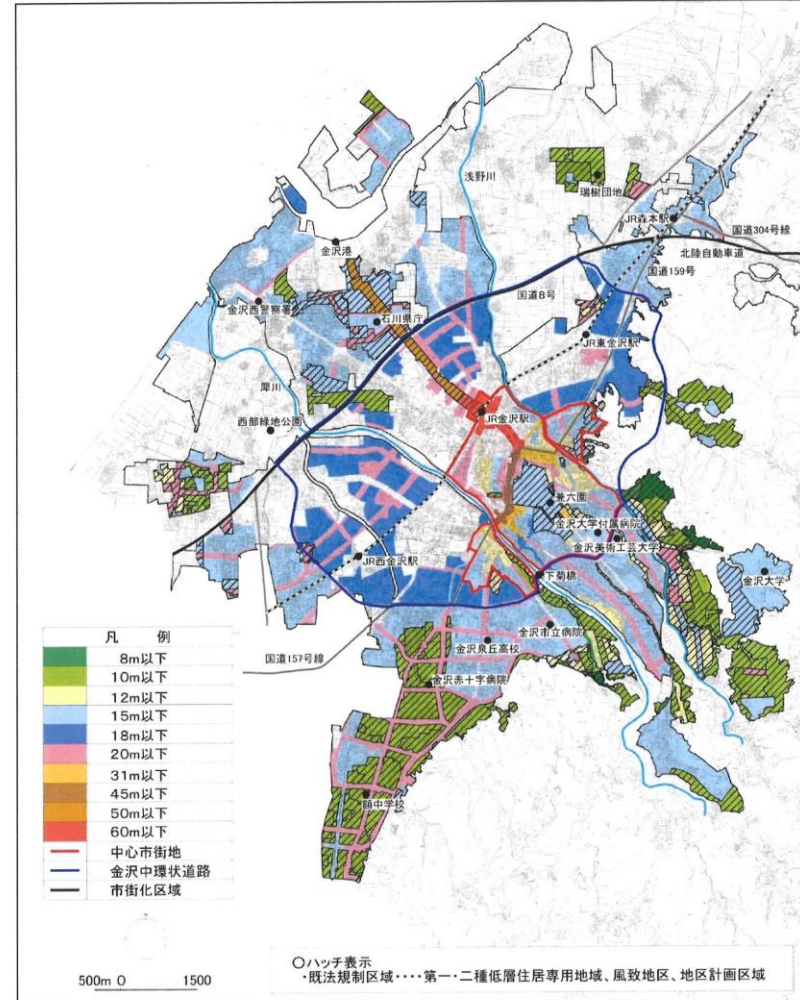 浅野川
瑞樹団地
JR森本駅
国道304号線
北陸自動車道
国道159号
金沢港
国道8号
金沢西警察署
石川県庁
JR東金沢駅
犀川
西部緑地公園
JR金沢駅
兼六園
金沢大学付属病院
金沢美術工芸大学
JR西金沢駅
下菊橋
金沢大学
金沢市立病院
金沢泉丘高校
国道157号線
金沢赤十字病院
額中学校
凡 例
8m以下
10m以下
12m以下
15m以下
18m以下
20m以下
31m以下
45m以下
50m以下
60m以下
中心市街地
金沢中環状道路
市街化区域
500m 0 1500
○ハッチ表示
・既法規制区域・・・・第一・二種低層住居専用地域、風致地区、地区計画区域